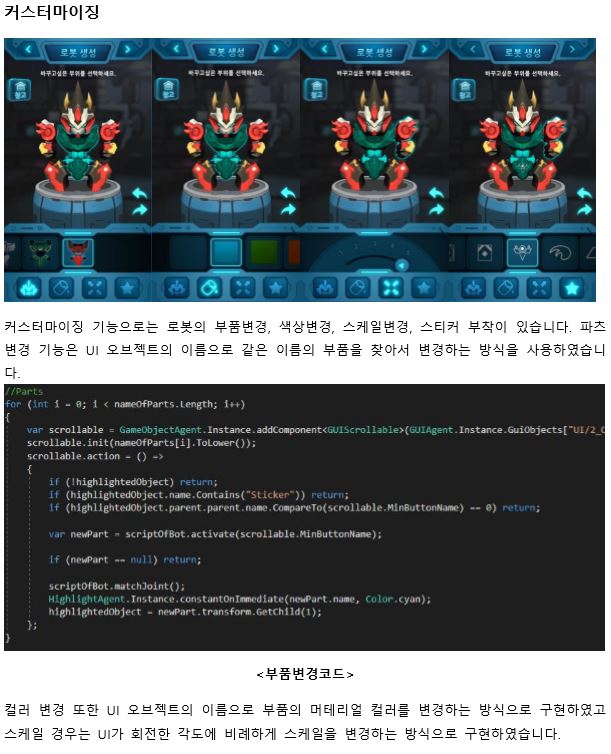 커스터마이징
로봇 생성 로봇 생성 로봇 생성 로봇 생성
바꾸고싶은 부위를 선택하세요. 바꾸고싶은 부위를 선택하세요. 바꾸고싶은 부위를 선택하세요. 바꾸고싶은 부위를 선택하세요.
창고 창고 창고 창고
커스터마이징 기능으로는 로봇의 부품변경, 색상변경, 스케일변경, 스티커 부착이 있습니다. 파츠
변경 기능은 UI 오브젝트의 이름으로 같은 이름의 부품을 찾아서 변경하는 방식을 사용하였습니
다.
//Parts
for (int i = 0; i < nameOfParts.Length; i++)
{
var scrollable = GameObjectAgent.Instance.addComponent<GUIScrollable>(GUIAgent.Instance.GuiObjects["UI/2_C
scrollable.init(nameOfParts[i].ToLower());
scrollable.action = () =>
{
if (!highlightedObject) return;
if (highlightedObject.name.Contains("Sticker")) return;
if (highlightedObject.parent.parent.name.CompareTo(scrollable.MinButtonName) == 0) return;
var newPart = scriptOfBot.activate(scrollable.MinButtonName);
if (newPart == null) return;
scriptOfBot.matchJoint();
HighlightAgent.Instance.constantOnImmediate(newPart.name, Color.cyan);
highlightedObject = newPart.transform.GetChild(1);
};
}
<부품변경코드>
컬러 변경 또한 UI 오브젝트의 이름으로 부품의 머테리얼 컬러를 변경하는 방식으로 구현하였고
스케일 경우는 UI가 회전한 각도에 비례하게 스케일을 변경하는 방식으로 구현하였습니다.